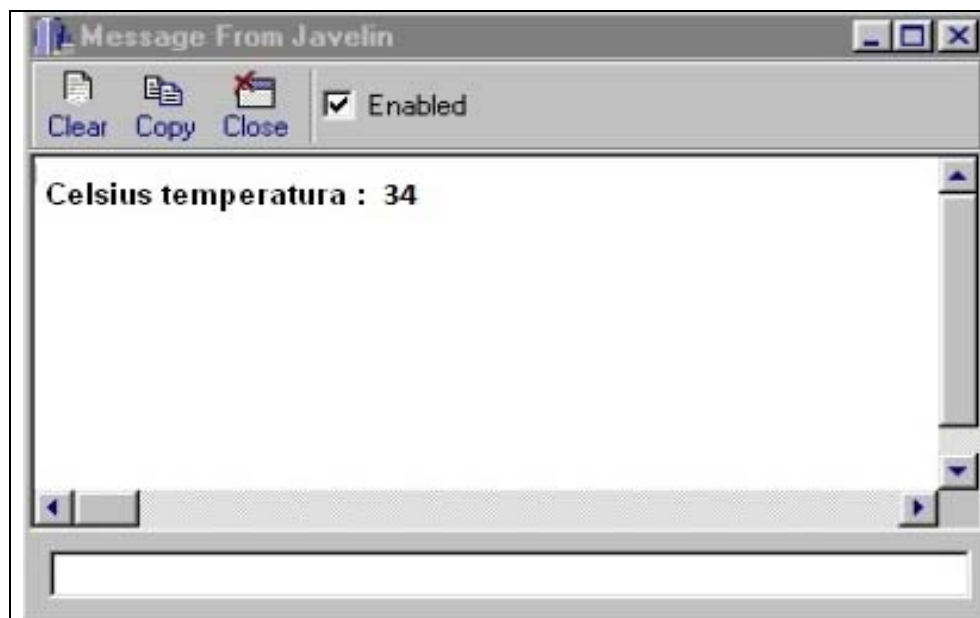 Message From Javelin
Clear Copy Close Enabled
Celsius temperatura : 34